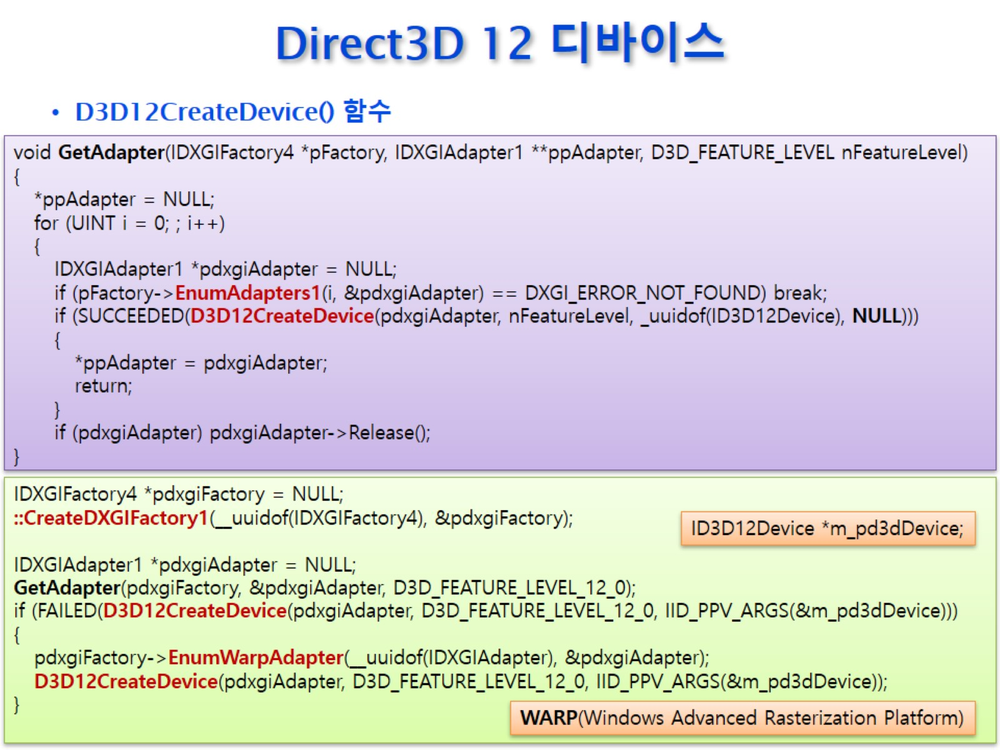 Direct3D 12 디바이스
• D3D12CreateDevice() 함수
void GetAdapter(IDXGIFactory4 *pFactory, IDXGIAdapter1 **ppAdapter, D3D_FEATURE_LEVEL nFeatureLevel)
{
*ppAdapter = NULL;
for (UINT i = 0; ; i++)
{
IDXGIAdapter1 *pdxgiAdapter = NULL;
if (pFactory->EnumAdapters1(i, &pdxgiAdapter) == DXGI_ERROR_NOT_FOUND) break;
if (SUCCEEDED(D3D12CreateDevice(pdxgiAdapter, nFeatureLevel, _uuidof(ID3D12Device), NULL)))
{
*ppAdapter = pdxgiAdapter;
return;
}
if (pdxgiAdapter) pdxgiAdapter->Release();
}
IDXGIFactory4 *pdxgiFactory = NULL;
::CreateDXGIFactory1(__uuidof(IDXGIFactory4), &pdxgiFactory);
ID3D12Device *m_pd3dDevice;
IDXGIAdapter1 *pdxgiAdapter = NULL;
GetAdapter(pdxgiFactory, &pdxgiAdapter, D3D_FEATURE_LEVEL_12_0);
if (FAILED(D3D12CreateDevice(pdxgiAdapter, D3D_FEATURE_LEVEL_12_0, IID_PPV_ARGS(&m_pd3dDevice)))
{
pdxgiFactory->EnumWarpAdapter(__uuidof(IDXGIAdapter), &pdxgiAdapter);
D3D12CreateDevice(pdxgiAdapter, D3D_FEATURE_LEVEL_12_0, IID_PPV_ARGS(&m_pd3dDevice));
}
WARP(Windows Advanced Rasterization Platform)